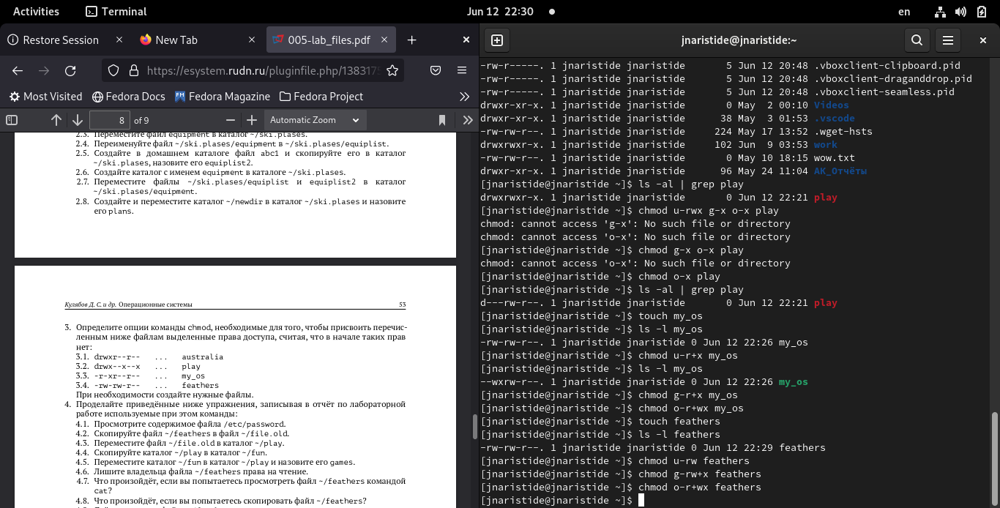 Activities Terminal Jun 12 22:30 en
Restore Session New Tab 005-lab_files.pdf
https://esystem.rudn.ru/pluginfile.php/1383175
Most Visited Fedora Docs Fedora Magazine Fedora Project
8 of 9 Automatic Zoom
2.3. Переместите файл equipment в каталог ~/ski.plases.
2.4. Переименуйте файл ~/ski.plases/equipment в ~/ski.plases/equiplist.
2.5. Создайте в домашнем каталоге файл abc1 и скопируйте его в каталог
~/ski.plases, назовите его equiplist2.
2.6. Создайте каталог с именем equipment в каталоге ~/ski.plases.
2.7. Переместите файлы ~/ski.plases/equiplist и equiplist2 в каталог
~/ski.plases/equipment.
2.8. Создайте и переместите каталог ~/newdir в каталог ~/ski.plases и назовите
его plans.
Кулябов Д. С. и др. Операционные системы 53
3. Определите опции команды chmod, необходимые для того, чтобы присвоить перечис-
ленным ниже файлам выделенные права доступа, считая, что в начале таких прав
нет:
3.1. drwxr--r-- ... australia
3.2. drwx--x--x ... play
3.3. -r-xr--r-- ... my_os
3.4. -rw-rw-r-- ... feathers
При необходимости создайте нужные файлы.
4. Проделайте приведённые ниже упражнения, записывая в отчёт по лабораторной
работе используемые при этом команды:
4.1. Просмотрите содержимое файла /etc/password.
4.2. Скопируйте файл ~/feathers в файл ~/file.old.
4.3. Переместите файл ~/file.old в каталог ~/play.
4.4. Скопируйте каталог ~/play в каталог ~/fun.
4.5. Переместите каталог ~/fun в каталог ~/play и назовите его games.
4.6. Лишите владельца файла ~/feathers права на чтение.
4.7. Что произойдёт, если вы попытаетесь просмотреть файл ~/feathers командой
cat?
4.8. Что произойдёт, если вы попытаетесь скопировать файл ~/feathers?
jnaristide@jnaristide:~
-rw-r-----. 1 jnaristide jnaristide 5 Jun 12 20:48 .vboxclient-clipboard.pid
-rw-r-----. 1 jnaristide jnaristide 5 Jun 12 20:48 .vboxclient-draganddrop.pid
-rw-r-----. 1 jnaristide jnaristide 5 Jun 12 20:48 .vboxclient-seamless.pid
drwxr-xr-x. 1 jnaristide jnaristide 0 May 2 00:10 Videos
drwxr-xr-x. 1 jnaristide jnaristide 38 May 3 01:53 .vscode
-rw-rw-rw-. 1 jnaristide jnaristide 224 May 17 13:52 .wget-hsts
drwxrwxr-x. 1 jnaristide jnaristide 102 Jun 9 03:53 work
-rw-rw-rw-. 1 jnaristide jnaristide 0 May 10 18:15 wow.txt
drwxr-xr-x. 1 jnaristide jnaristide 96 May 24 11:04 АК_Отчёты
[jnaristide@jnaristide ~]$ ls -al | grep play
drwxrwxr-x. 1 jnaristide jnaristide 0 Jun 12 22:21 play
[jnaristide@jnaristide ~]$ chmod u-rwx g-x o-x play
chmod: cannot access 'g-x': No such file or directory
chmod: cannot access 'o-x': No such file or directory
[jnaristide@jnaristide ~]$ chmod g-x o-x play
chmod: cannot access 'o-x': No such file or directory
[jnaristide@jnaristide ~]$ chmod o-x play
[jnaristide@jnaristide ~]$ ls -al | grep play
d---rw-r--. 1 jnaristide jnaristide 0 Jun 12 22:21 play
[jnaristide@jnaristide ~]$ touch my_os
[jnaristide@jnaristide ~]$ ls -l my_os
-rw-rw-r--. 1 jnaristide jnaristide 0 Jun 12 22:26 my_os
[jnaristide@jnaristide ~]$ chmod u-r+x my_os
[jnaristide@jnaristide ~]$ ls -l my_os
--wxrw-r--. 1 jnaristide jnaristide 0 Jun 12 22:26 my_os
[jnaristide@jnaristide ~]$ chmod g-r+x my_os
[jnaristide@jnaristide ~]$ chmod o-r+wx my_os
[jnaristide@jnaristide ~]$ touch feathers
[jnaristide@jnaristide ~]$ ls -l feathers
-rw-rw-r--. 1 jnaristide jnaristide 0 Jun 12 22:29 feathers
[jnaristide@jnaristide ~]$ chmod u-rw feathers
[jnaristide@jnaristide ~]$ chmod g-rw+x feathers
[jnaristide@jnaristide ~]$ chmod o-r+wx feathers
[jnaristide@jnaristide ~]$